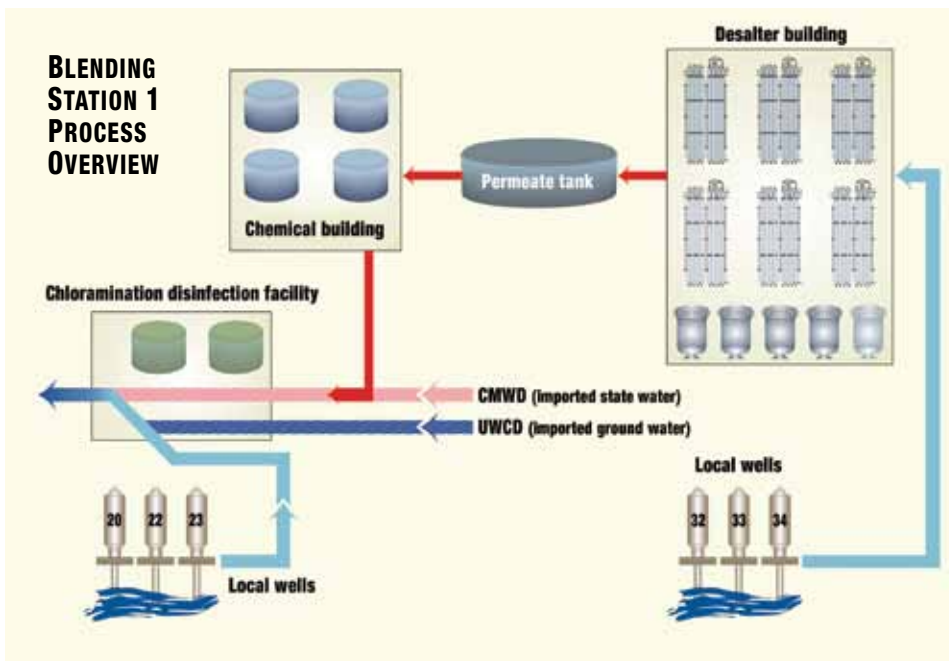 BLENDING
STATION 1
PROCESS
OVERVIEW
Desalter building
Permeate tank
Chemical building
Chloramination disinfection facility
CMWD (imported state water)
UWCD (imported ground water)
Local wells
20 22 23
32 33 34
Local wells